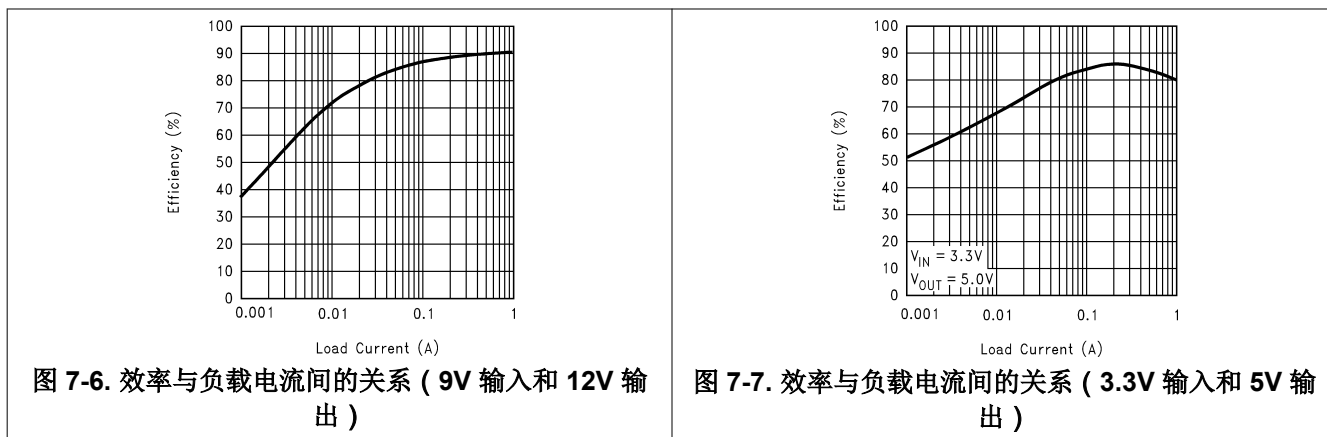 100
90
80
70
60
50
40
30
20
10
0
Efficiency (%)
0.001 0.01 0.1 1
Load Current (A)
图 7-6. 效率与负载电流间的关系 ( 9V 输入和 12V 输
出 )
100
90
80
70
60
50
40
30
20
10
0
Efficiency (%)
V_IN = 3.3V
V_OUT = 5.0V
0.001 0.01 0.1 1
Load Current (A)
图 7-7. 效率与负载电流间的关系 ( 3.3V 输入和 5V 输
出 )